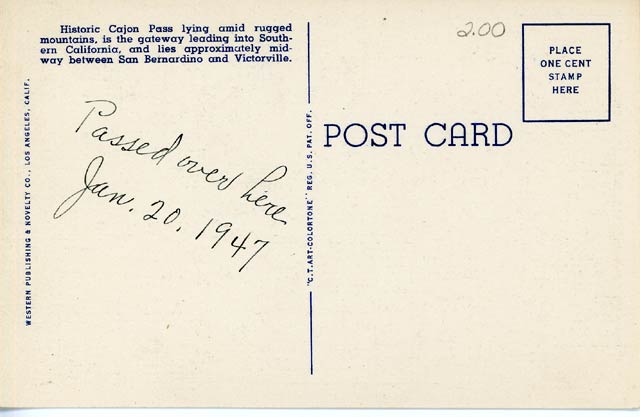 Historic Cajon Pass lying amid rugged
mountains, is the gateway leading into South-
ern California, and lies approximately mid-
way between San Bernardino and Victorville.
Passed over here
Jan. 20, 1947
WESTERN PUBLISHING & NOVELTY CO., LOS ANGELES, CALIF.
"C.T. ART-COLORTONE" REG. U.S. PAT. OFF.
2.00
PLACE
ONE CENT
STAMP
HERE
POST CARD